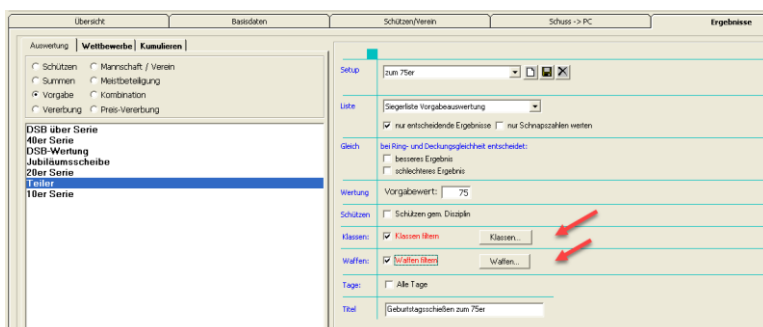 Übersicht Basisdaten Schützen/Verein Schuss -> PC Ergebnisse
Auswertung Wettbewerbe Kumulieren
Schützen Mannschaft / Verein
Summen Meistbeteiligung
Vorgabe Kombination
Vererbung Preis-Vererbung
DSB über Serie
40er Serie
DSB-Wertung
Jubiläumsscheibe
20er Serie
Teiler
10er Serie
Setup zum 75er
Liste Siegerliste Vorgabeauswertung
nur entscheidende Ergebnisse nur Schnapszahlen werten
Gleich bei Ring- und Deckungsgleichheit entscheidet:
besseres Ergebnis
schlechteres Ergebnis
Wertung Vorgabewert: 75
Schützen Schützen gem. Disziplin
Klassen: Klassen filtern Klassen...
Waffen: Waffen filtern Waffen...
Tage: Alle Tage
Titel Geburtstagsschießen zum 75er